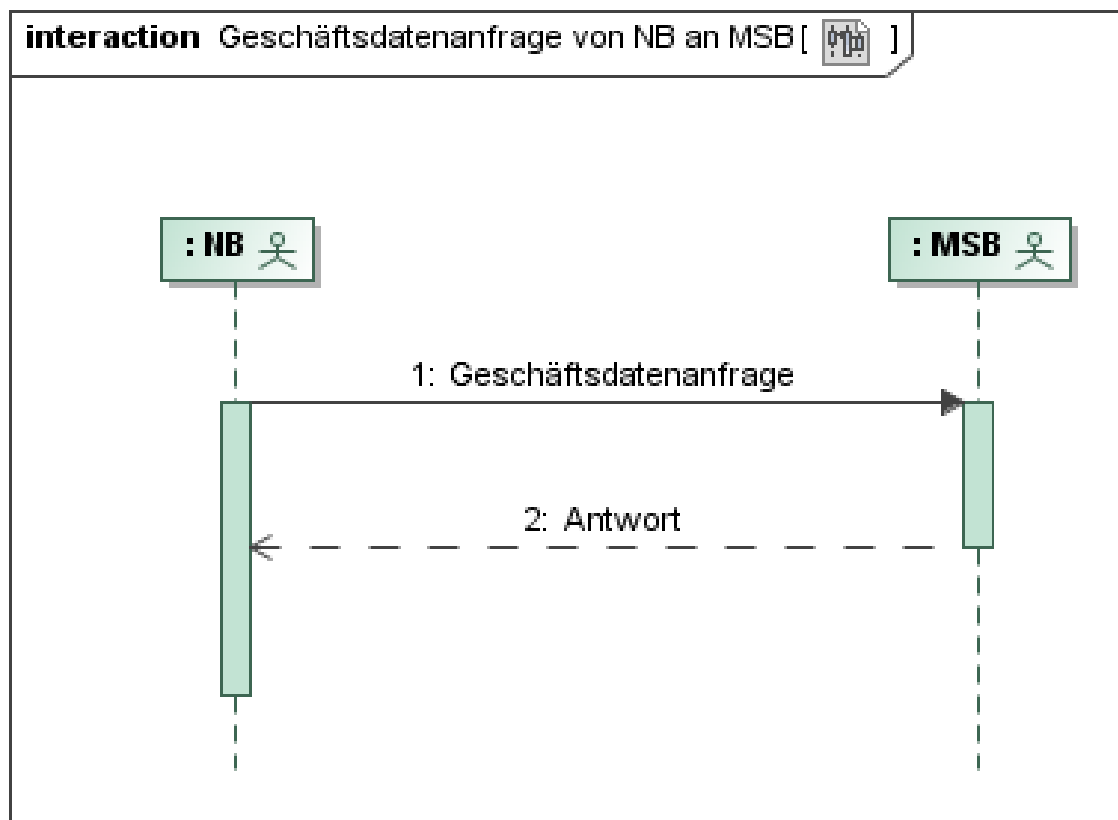 interaction Geschäftsdatenanfrage von NB an MSB [ ]
: NB
: MSB
1: Geschäftsdatenanfrage
2: Antwort